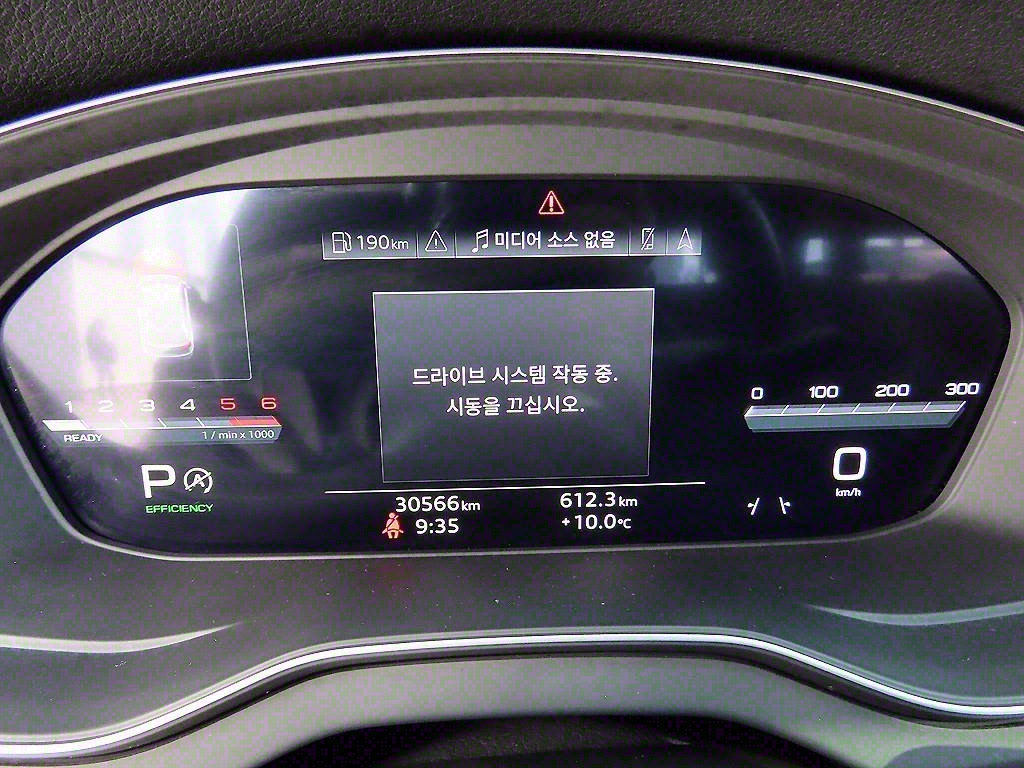 190km
미디어 소스 없음
드라이브 시스템 작동 중.
시동을 끄십시오.
1 2 3 4 5 6
READY
1 / min x 1000
0 100 200 300
P
EFFICIENCY
0
km/h
30566km
612.3km
9:35
+10.0°C